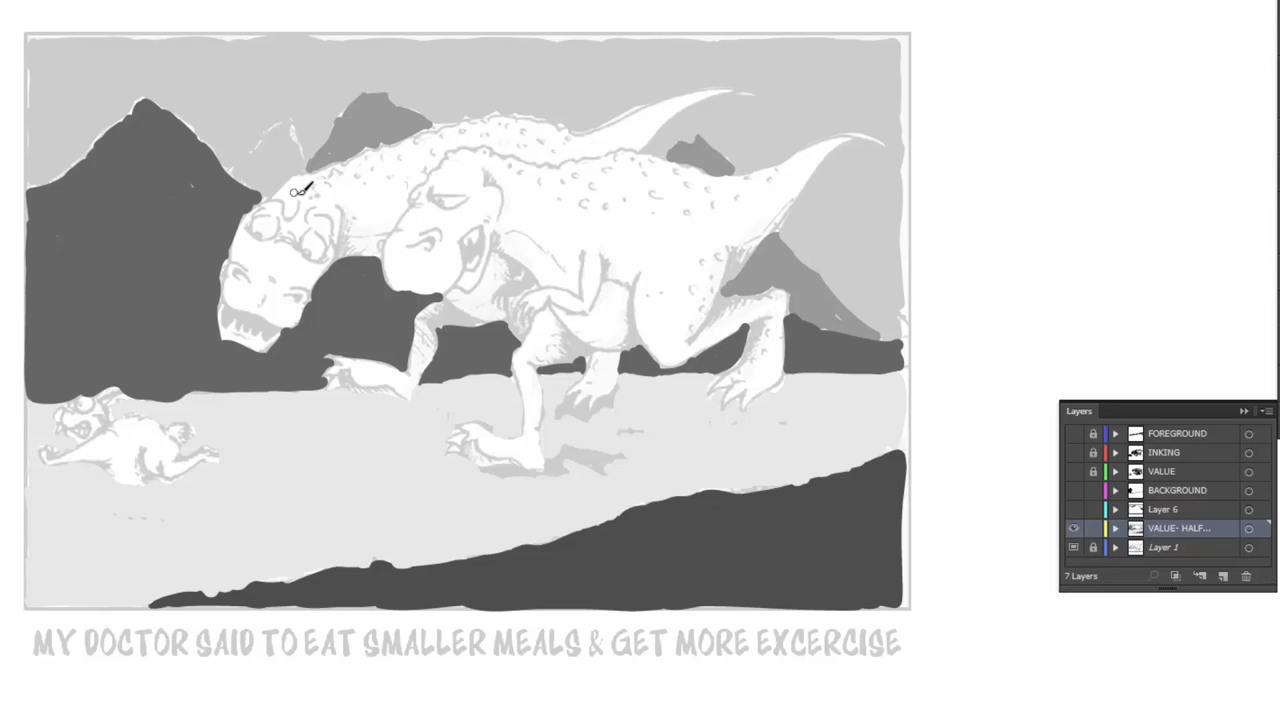 Layers
FOREGROUND
INKING
VALUE
BACKGROUND
Layer 6
VALUE- HALF...
Layer 1
7 Layers
MY DOCTOR SAID TO EAT SMALLER MEALS & GET MORE EXCERCISE